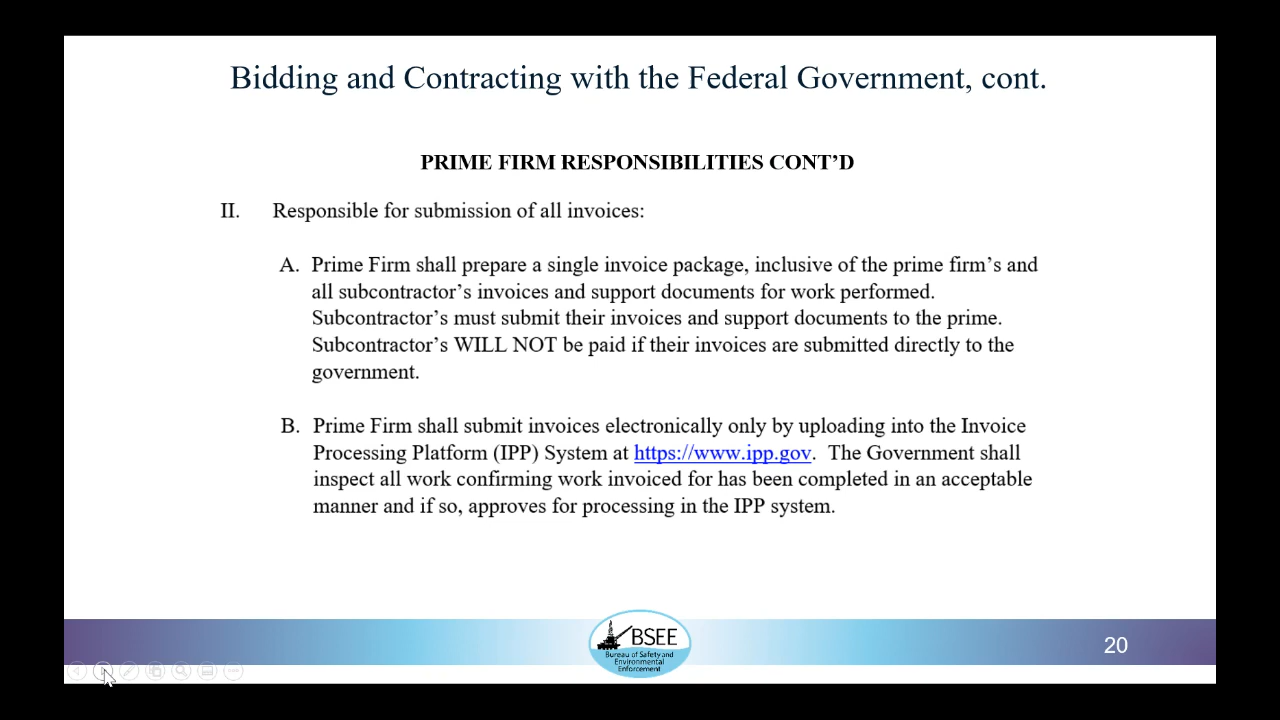 Bidding and Contracting with the Federal Government, cont.
PRIME FIRM RESPONSIBILITIES CONT’D
II. Responsible for submission of all invoices:
A. Prime Firm shall prepare a single invoice package, inclusive of the prime firm’s and
all subcontractor’s invoices and support documents for work performed.
Subcontractor’s must submit their invoices and support documents to the prime.
Subcontractor’s WILL NOT be paid if their invoices are submitted directly to the
government.
B. Prime Firm shall submit invoices electronically only by uploading into the Invoice
Processing Platform (IPP) System at https://www.ipp.gov. The Government shall
inspect all work confirming work invoiced for has been completed in an acceptable
manner and if so, approves for processing in the IPP system.
BSEE
Bureau of Safety and
Environmental
Enforcement
20